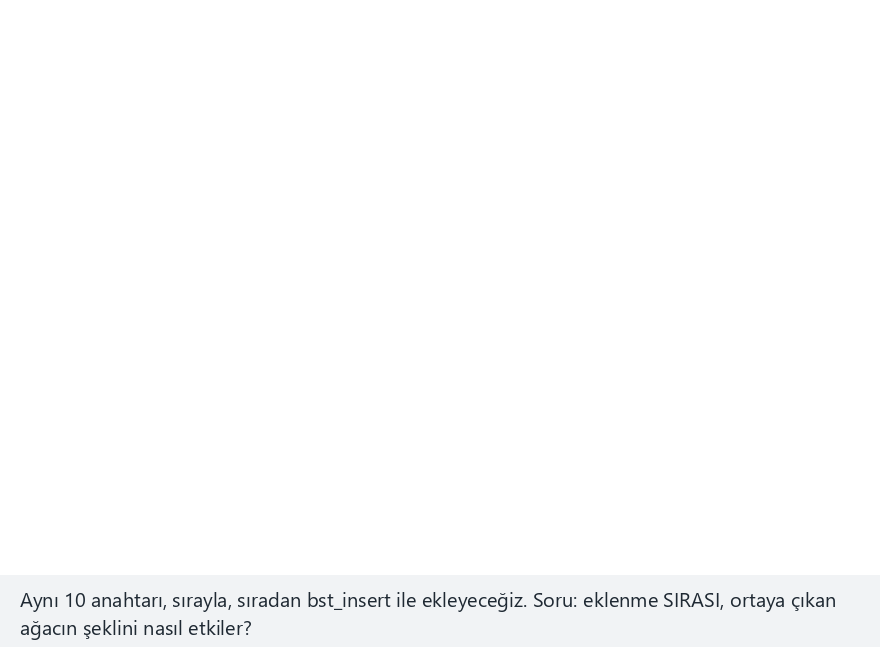 Aynı 10 anahtarı, sırayla, sıradan bst_insert ile ekleyeceğiz. Soru: eklenme SIRASI, ortaya çıkan
ağacın şeklini nasıl etkiler?